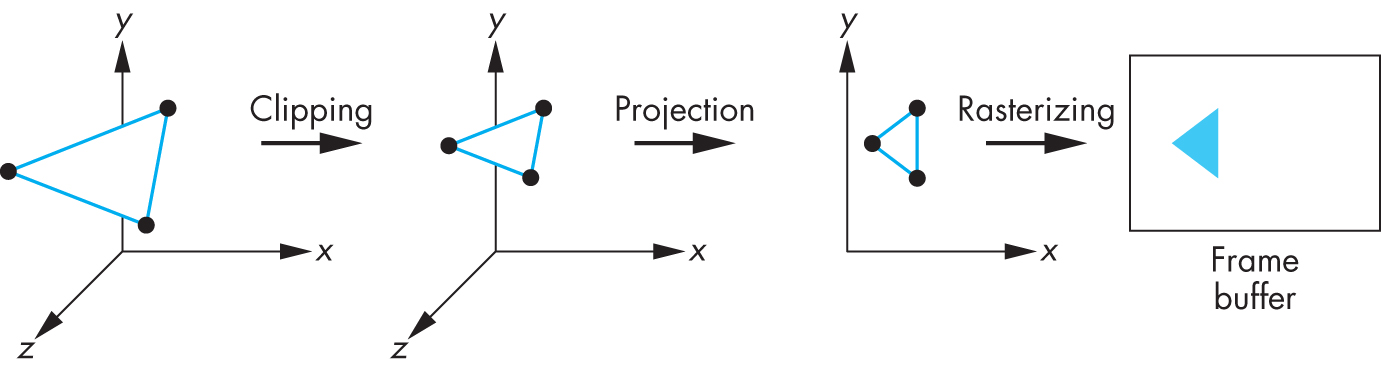 y
x
z
Clipping
y
x
z
Projection
y
x
Rasterizing
Frame
buffer